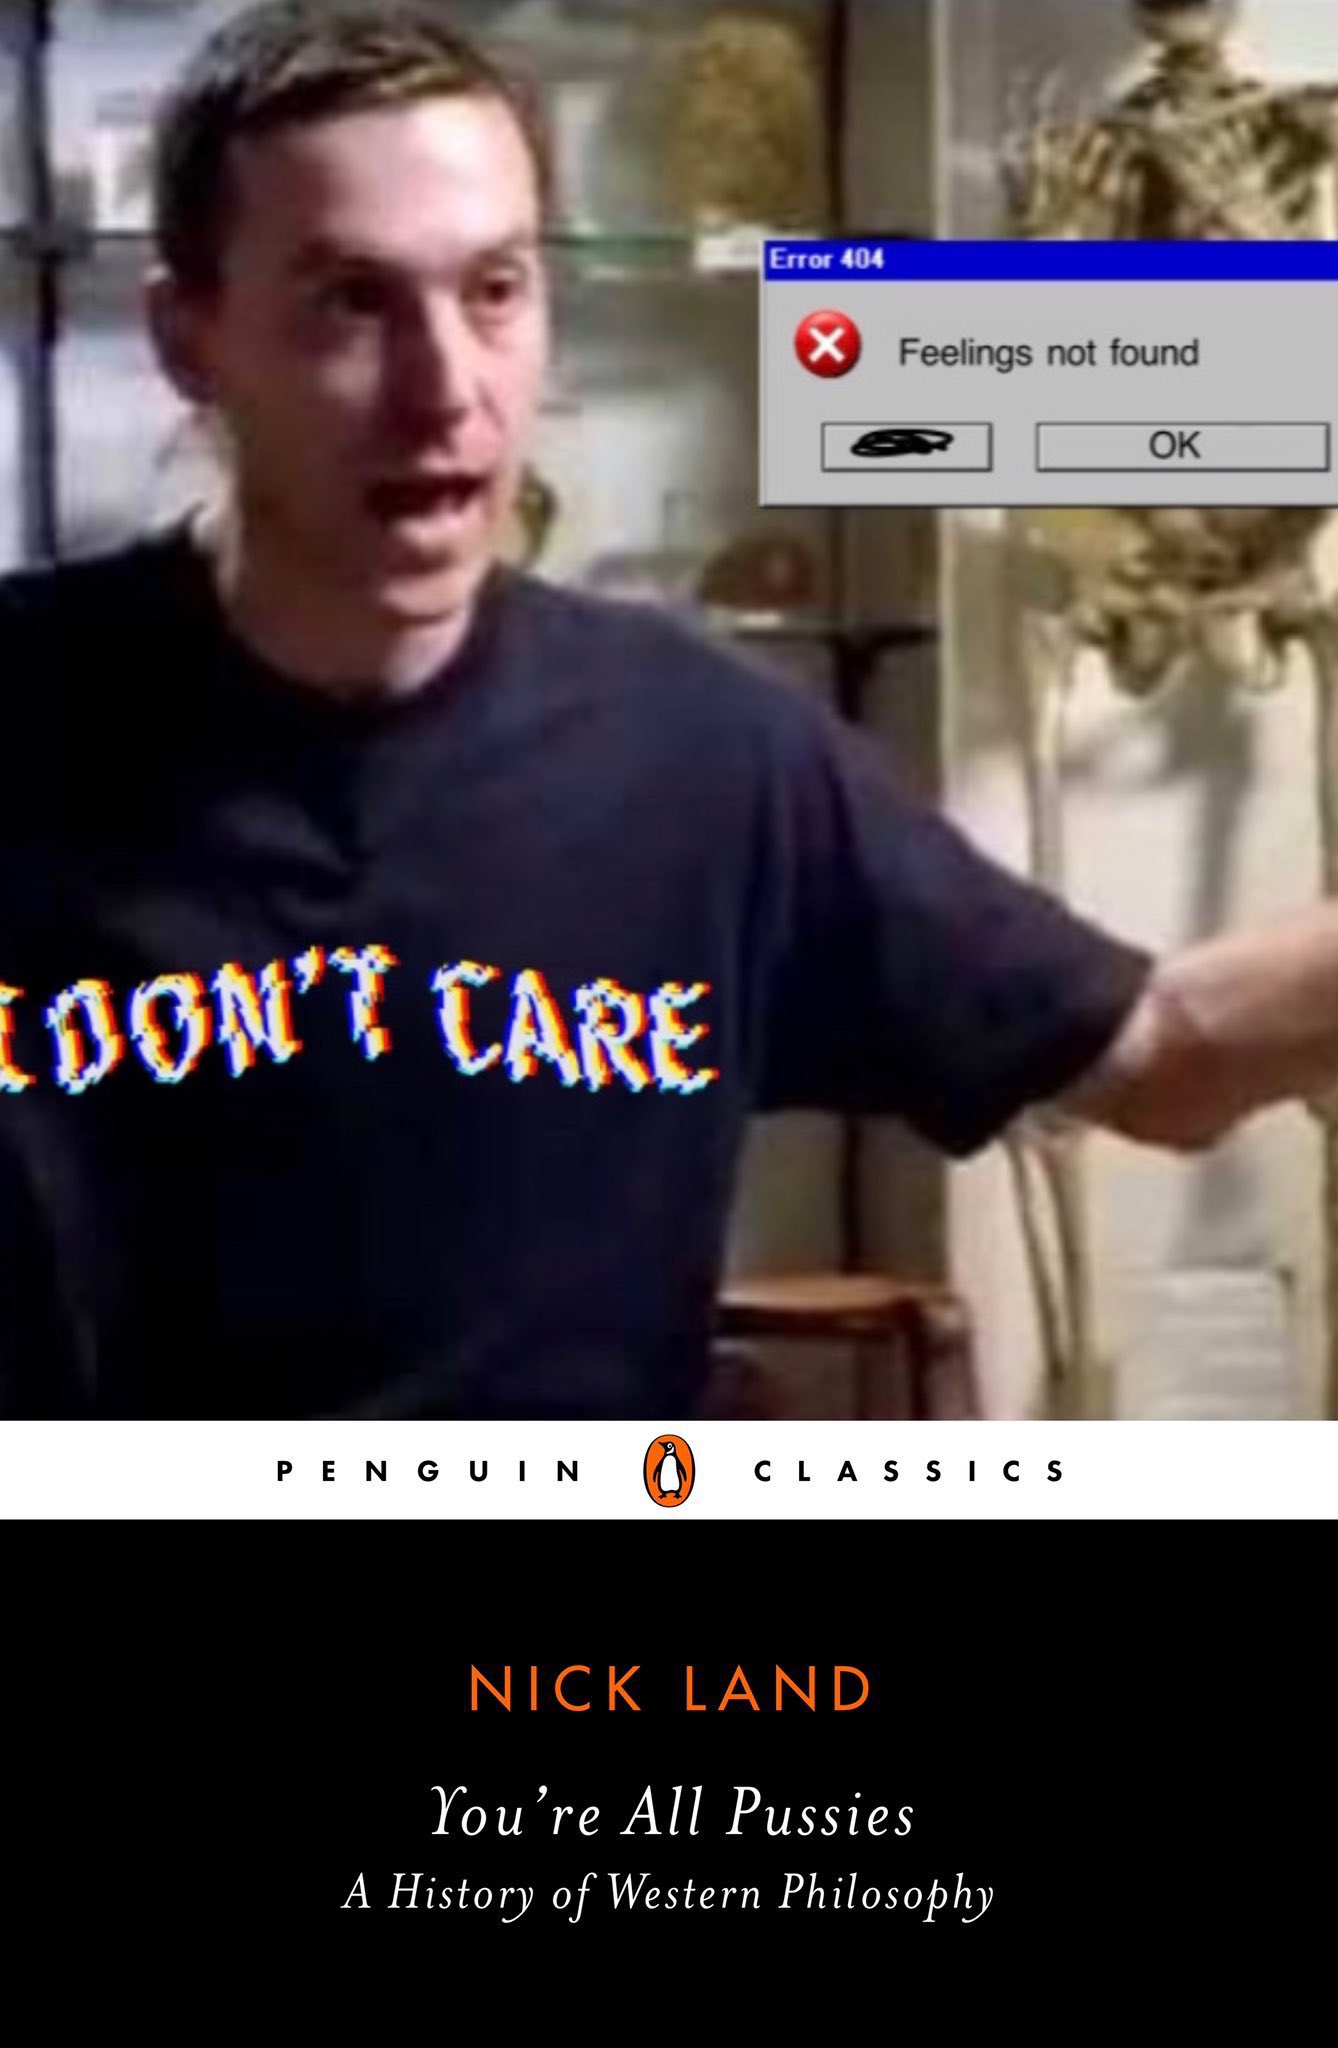 Error 404
Feelings not found
OK
I DON'T CARE
PENGUIN CLASSICS
NICK LAND
You're All Pussies
A History of Western Philosophy